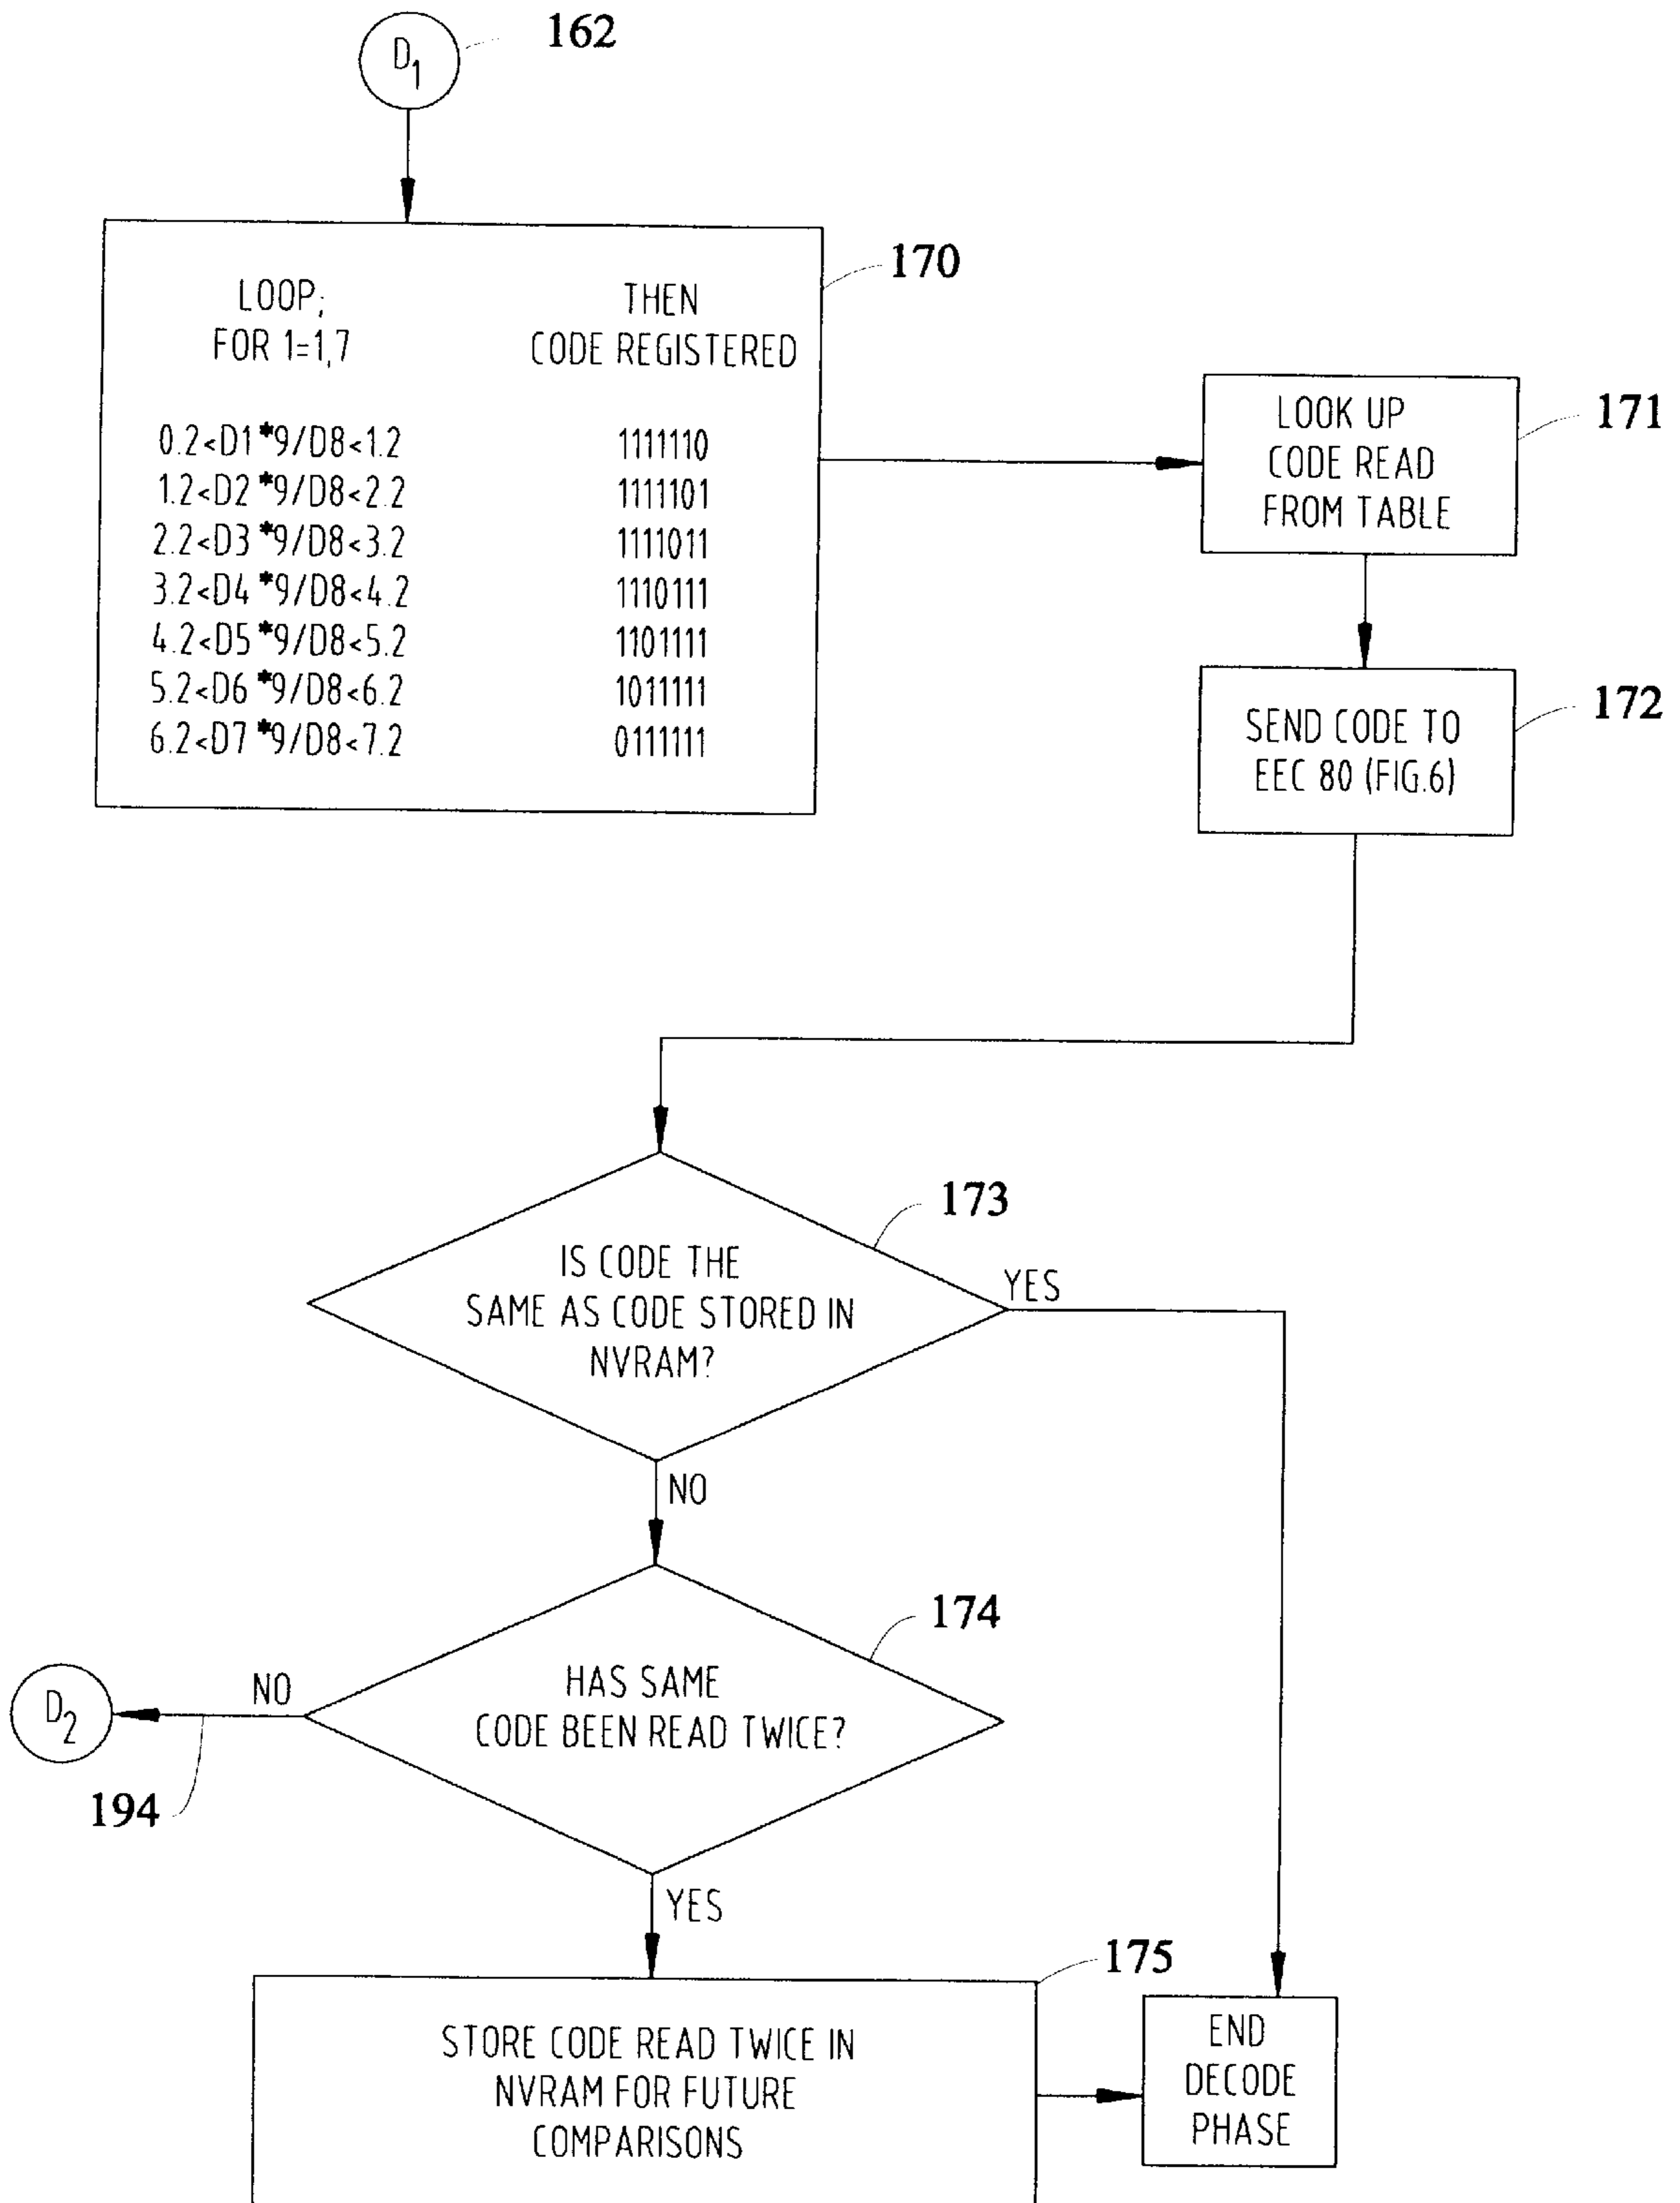 D1
162
170
LOOP;
FOR 1=1,7
THEN
CODE REGISTERED
0.2<D1*9/D8<1.2 1111110
1.2<D2*9/D8<2.2 1111101
2.2<D3*9/D8<3.2 1111011
3.2<D4*9/D8<4.2 1110111
4.2<D5*9/D8<5.2 1101111
5.2<D6*9/D8<6.2 1011111
6.2<D7*9/D8<7.2 0111111
171
LOOK UP
CODE READ
FROM TABLE
172
SEND CODE TO
EEC 80 (FIG.6)
173
IS CODE THE
SAME AS CODE STORED IN
NVRAM?
YES
NO
174
HAS SAME
CODE BEEN READ TWICE?
NO
D2
194
YES
175
STORE CODE READ TWICE IN
NVRAM FOR FUTURE
COMPARISONS
END
DECODE
PHASE